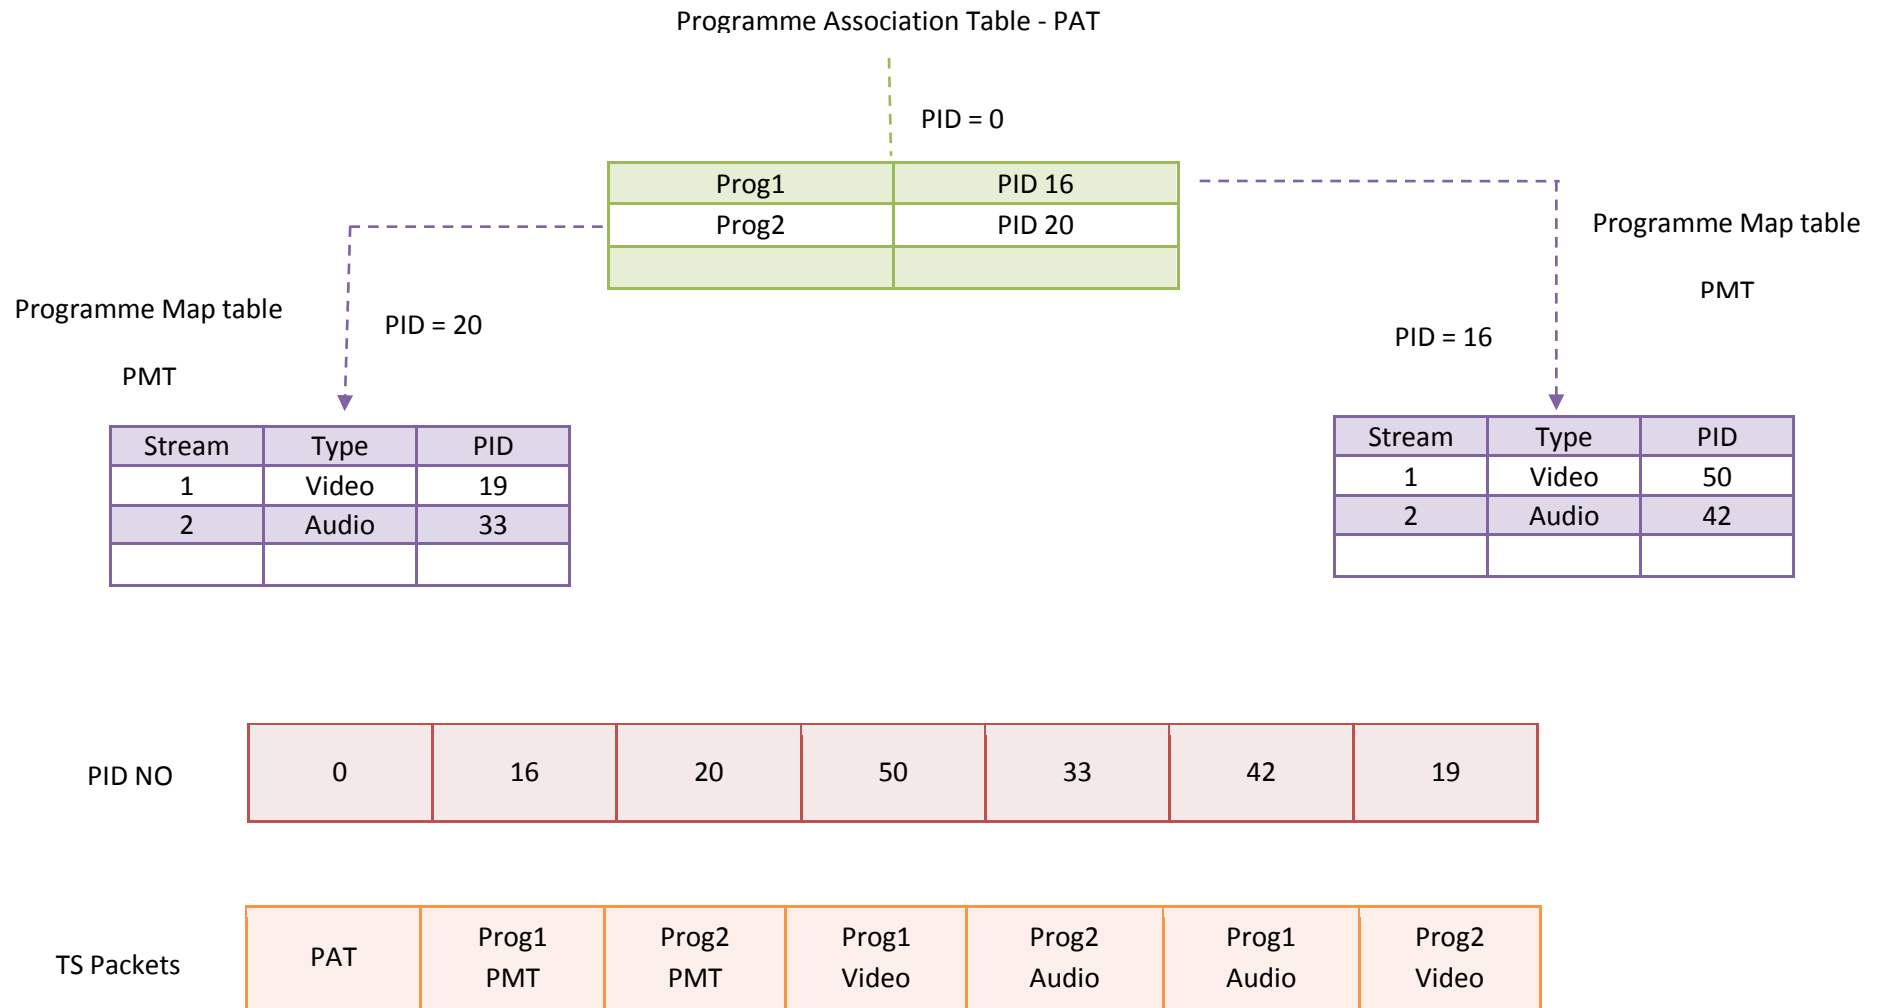 Programme Association Table - PAT
PID = 0
Prog1 PID 16
Prog2 PID 20
Programme Map table
PMT
PID = 20
Stream Type PID
1 Video 19
2 Audio 33
Programme Map table
PMT
PID = 16
Stream Type PID
1 Video 50
2 Audio 42
PID NO 0 16 20 50 33 42 19
TS Packets PAT Prog1 PMT Prog2 PMT Prog1 Video Prog2 Audio Prog1 Audio Prog2 Video